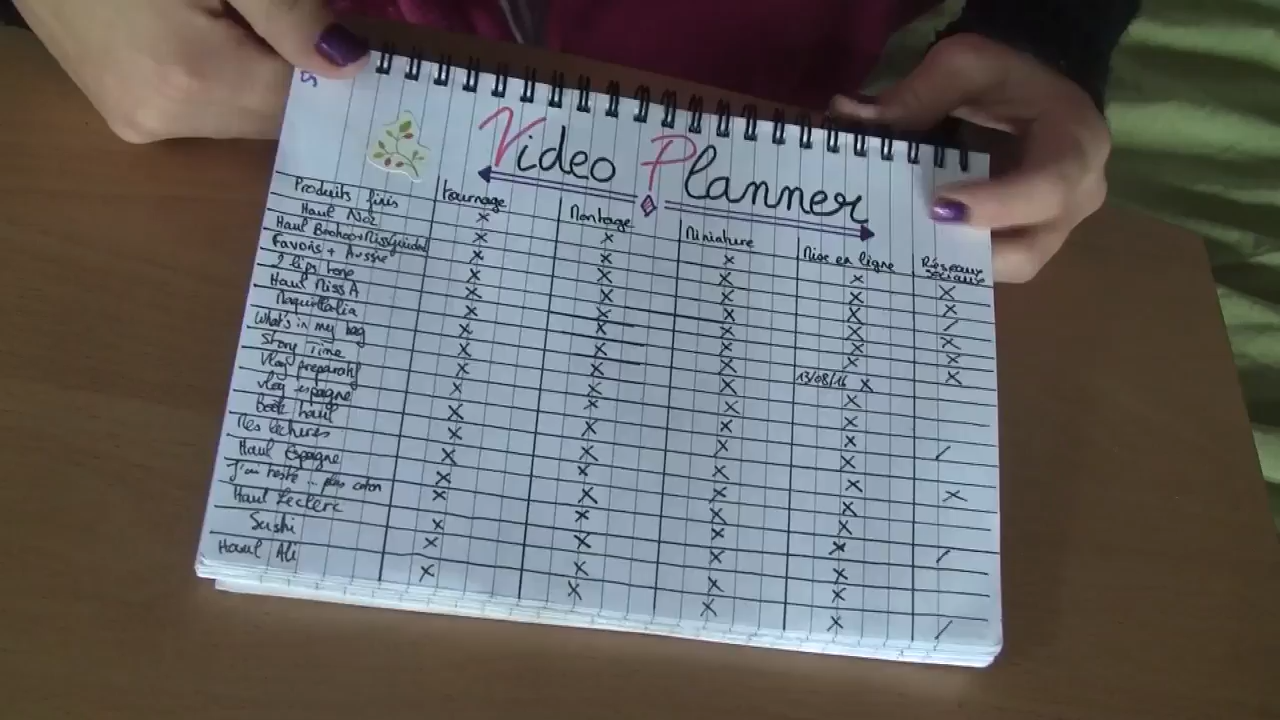 Video Planner
Tournage Montage Miniature Mise en ligne Réseaux sociaux
Produits finis X X X X X
Haul Noz X X X X X
Haul Boohoo + MissGuided X X X X /
Favoris + Aussie X X X X X
2 lips tone X X X X X
Haul Miss A X X X 13/08/16 X X
Maquillalia X X X X
What's in my bag X X X X
Story Time X X X X
Vlog préparatif X X X X /
Vlog espagne X X X X
Book haul X X X X X
Mes lectures X X X X
Haul Espagne X X X X
J'ai testé ... plus coton X X X X /
Haul Leclerc X X X X
Sushi X X X X
Haul Ali X X X X /